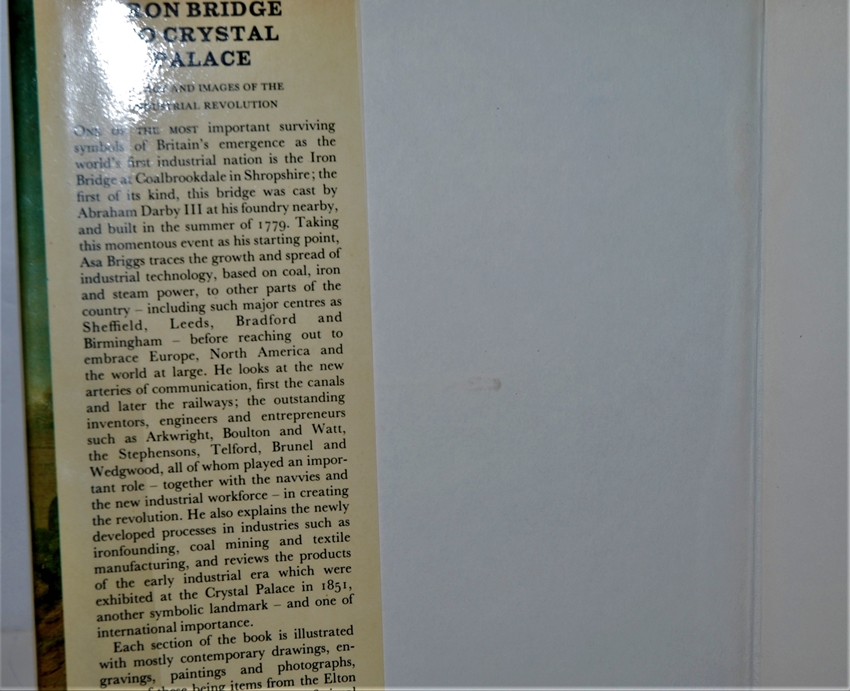 IRON BRIDGE
TO CRYSTAL
PALACE
AND IMAGES OF THE
INDUSTRIAL REVOLUTION
ONE OF THE MOST important surviving
symbols of Britain's emergence as the
world's first industrial nation is the Iron
Bridge at Coalbrookdale in Shropshire; the
first of its kind, this bridge was cast by
Abraham Darby III at his foundry nearby,
and built in the summer of 1779. Taking
this momentous event as his starting point,
Asa Briggs traces the growth and spread of
industrial technology, based on coal, iron
and steam power, to other parts of the
country – including such major centres as
Sheffield, Leeds, Bradford and
Birmingham – before reaching out to
embrace Europe, North America and
the world at large. He looks at the new
arteries of communication, first the canals
and later the railways; the outstanding
inventors, engineers and entrepreneurs
such as Arkwright, Boulton and Watt,
the Stephensons, Telford, Brunel and
Wedgwood, all of whom played an impor-
tant role – together with the navvies and
the new industrial workforce – in creating
the revolution. He also explains the newly
developed processes in industries such as
ironfounding, coal mining and textile
manufacturing, and reviews the products
of the early industrial era which were
exhibited at the Crystal Palace in 1851,
another symbolic landmark – and one of
international importance.
Each section of the book is illustrated
with mostly contemporary drawings, en-
gravings, paintings and photographs,
of these being items from the Elton